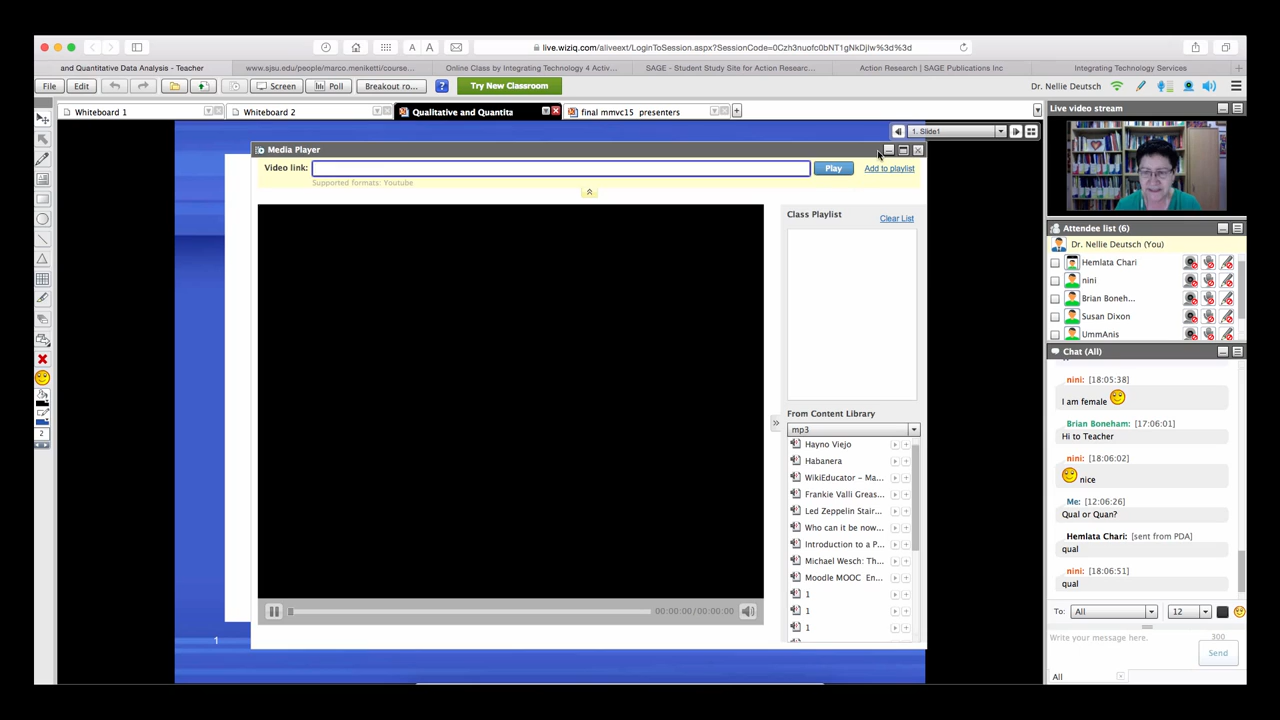 live.wiziq.com/aliveext/LoginToSession.aspx?SessionCode=0Czh3nuofc0bNT1gNkDjIw%3d%3d
and Quantitative Data Analysis - Teacher
www.sjsu.edu/people/marco.meniketti/course...
Online Class by Integrating Technology 4 Activ...
SAGE - Student Study Site for Action Researc...
Action Research | SAGE Publications Inc
Integrating Technology Services
File
Edit
Screen
Poll
Breakout ro...
?
Try New Classroom
Dr. Nellie Deutsch
Whiteboard 1
Whiteboard 2
Qualitative and Quantita
final mmvc15 presenters
+
Live video stream
1. Slide1
Media Player
Video link:
Play
Add to playlist
Supported formats: Youtube
Class Playlist
Clear List
From Content Library
mp3
Hayno Viejo
Habanera
WikiEducator – Ma...
Frankie Valli Greas...
Led Zeppelin Stair...
Who can it be now...
Introduction to a P...
Michael Wesch: Th...
Moodle MOOC En...
1
1
1
00:00:00/00:00:00
1
2
Attendee list (6)
Dr. Nellie Deutsch (You)
Hemlata Chari
nini
Brian Boneh...
Susan Dixon
UmmAnis
Chat (All)
nini: [18:05:38]
I am female
Brian Boneham: [17:06:01]
Hi to Teacher
nini: [18:06:02]
nice
Me: [12:06:26]
Qual or Quan?
Hemlata Chari: [sent from PDA]
qual
nini: [18:06:51]
qual
To: All 12
Write your message here. 300
Send
All